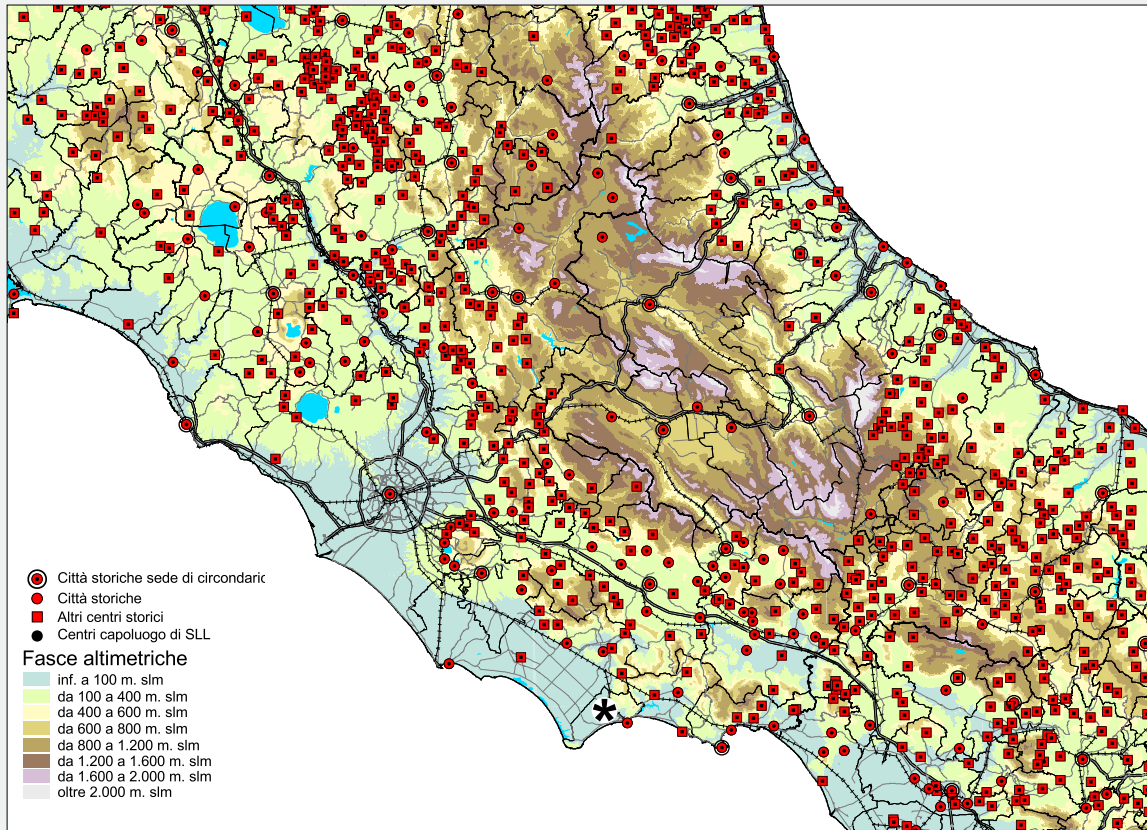 Città storiche sede di circondaric
Città storiche
Altri centri storici
Centri capoluogo di SLL
Fasce altimetriche
inf. a 100 m. slm
da 100 a 400 m. slm
da 400 a 600 m. slm
da 600 a 800 m. slm
da 800 a 1.200 m. slm
da 1.200 a 1.600 m. slm
da 1.600 a 2.000 m. slm
oltre 2.000 m. slm
*